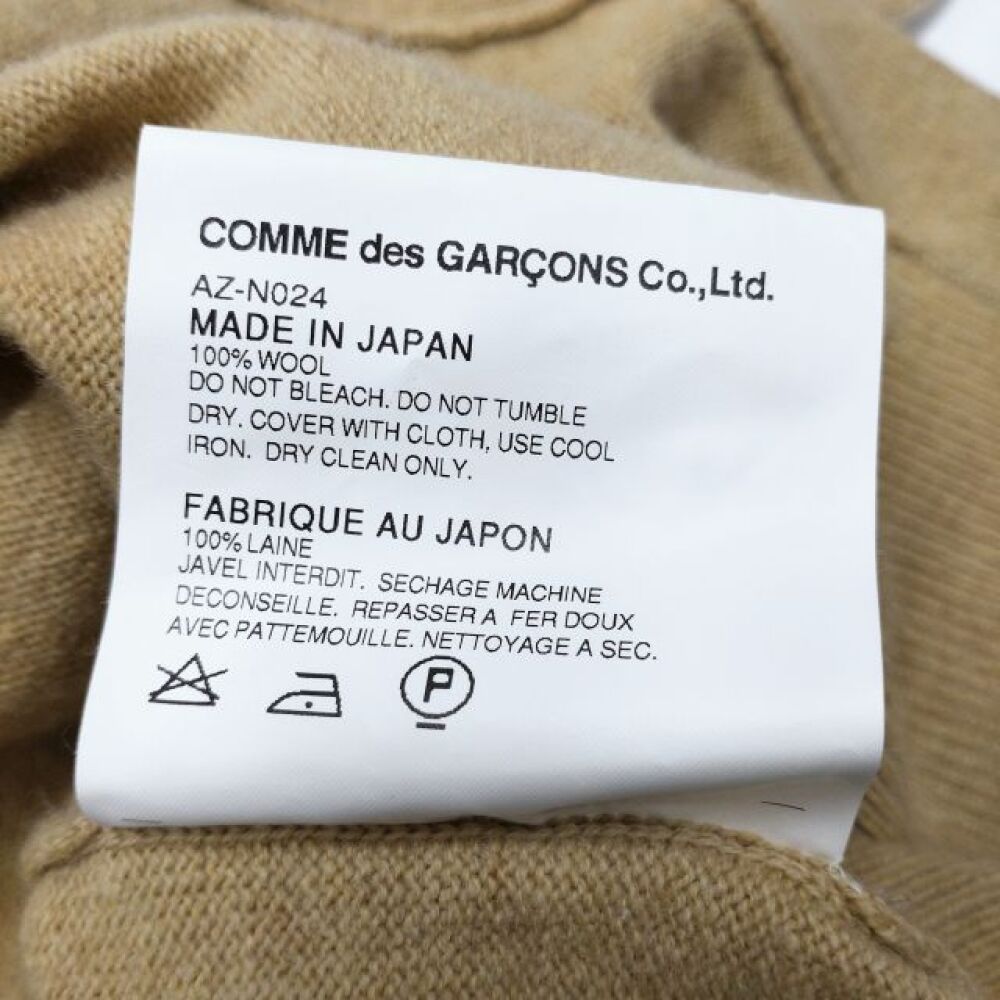 COMME des GARÇONS Co.,Ltd.
AZ-N024
MADE IN JAPAN
100% WOOL
DO NOT BLEACH. DO NOT TUMBLE
DRY. COVER WITH CLOTH, USE COOL
IRON. DRY CLEAN ONLY.
FABRIQUE AU JAPON
100% LAINE
JAVEL INTERDIT. SECHAGE MACHINE
DECONSEILLE. REPASSER A FER DOUX
AVEC PATTEMOUILLE. NETTOYAGE A SEC.
P